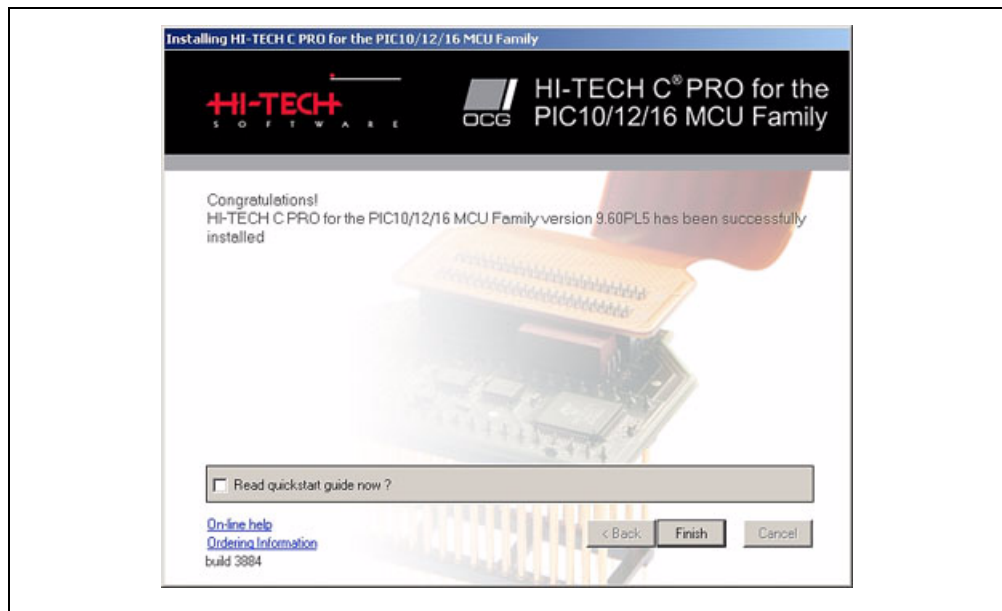 Installing HI-TECH C PRO for the PIC10/12/16 MCU Family
HI-TECH
SOFTWARE
OCG
HI-TECH C® PRO for the
PIC10/12/16 MCU Family
Congratulations!
HI-TECH C PRO for the PIC10/12/16 MCU Family version 9.60PL5 has been successfully
installed
Read quickstart guide now ?
On-line help
Ordering Information
build 3884
< Back
Finish
Cancel